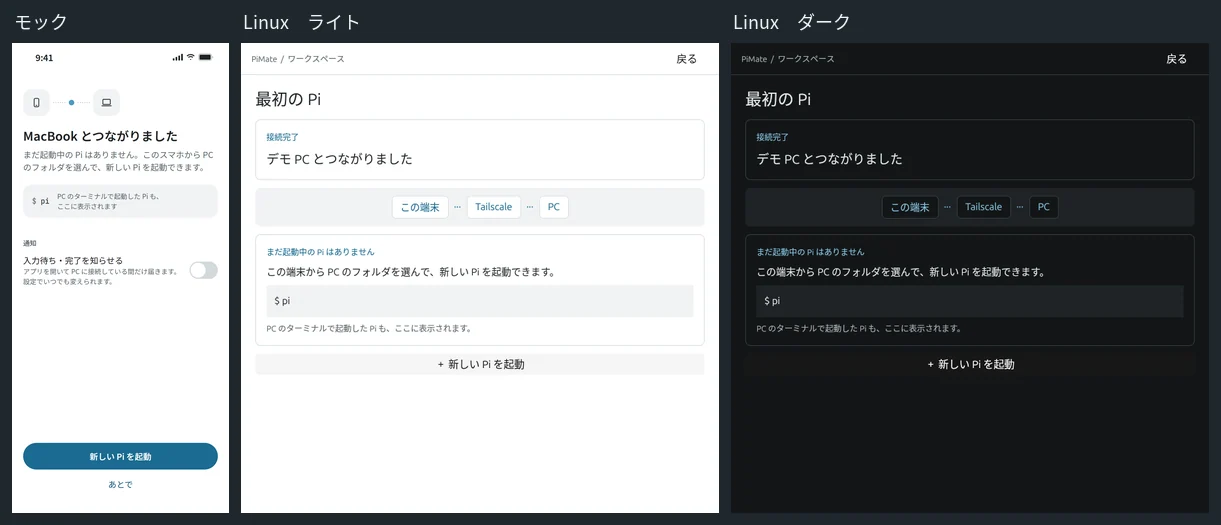 モック
9:41
MacBook とつながりました
まだ起動中の Pi はありません。このスマホから PC
のフォルダを選んで、新しい Pi を起動できます。
$ pi
PC のターミナルで起動した Pi も、
ここに表示されます
通知
入力待ち・完了を知らせる
アプリを開いて PC に接続している間だけ届きます。
設定でいつでも変えられます。
新しい Pi を起動
あとで
Linux　ライト
PiMate / ワークスペース
戻る
最初の Pi
接続完了
デモ PC とつながりました
この端末 … Tailscale … PC
まだ起動中の Pi はありません
この端末から PC のフォルダを選んで、新しい Pi を起動できます。
$ pi
PC のターミナルで起動した Pi も、ここに表示されます。
+ 新しい Pi を起動
Linux　ダーク
PiMate / ワークスペース
戻る
最初の Pi
接続完了
デモ PC とつながりました
この端末 … Tailscale … PC
まだ起動中の Pi はありません
この端末から PC のフォルダを選んで、新しい Pi を起動できます。
$ pi
PC のターミナルで起動した Pi も、ここに表示されます。
+ 新しい Pi を起動